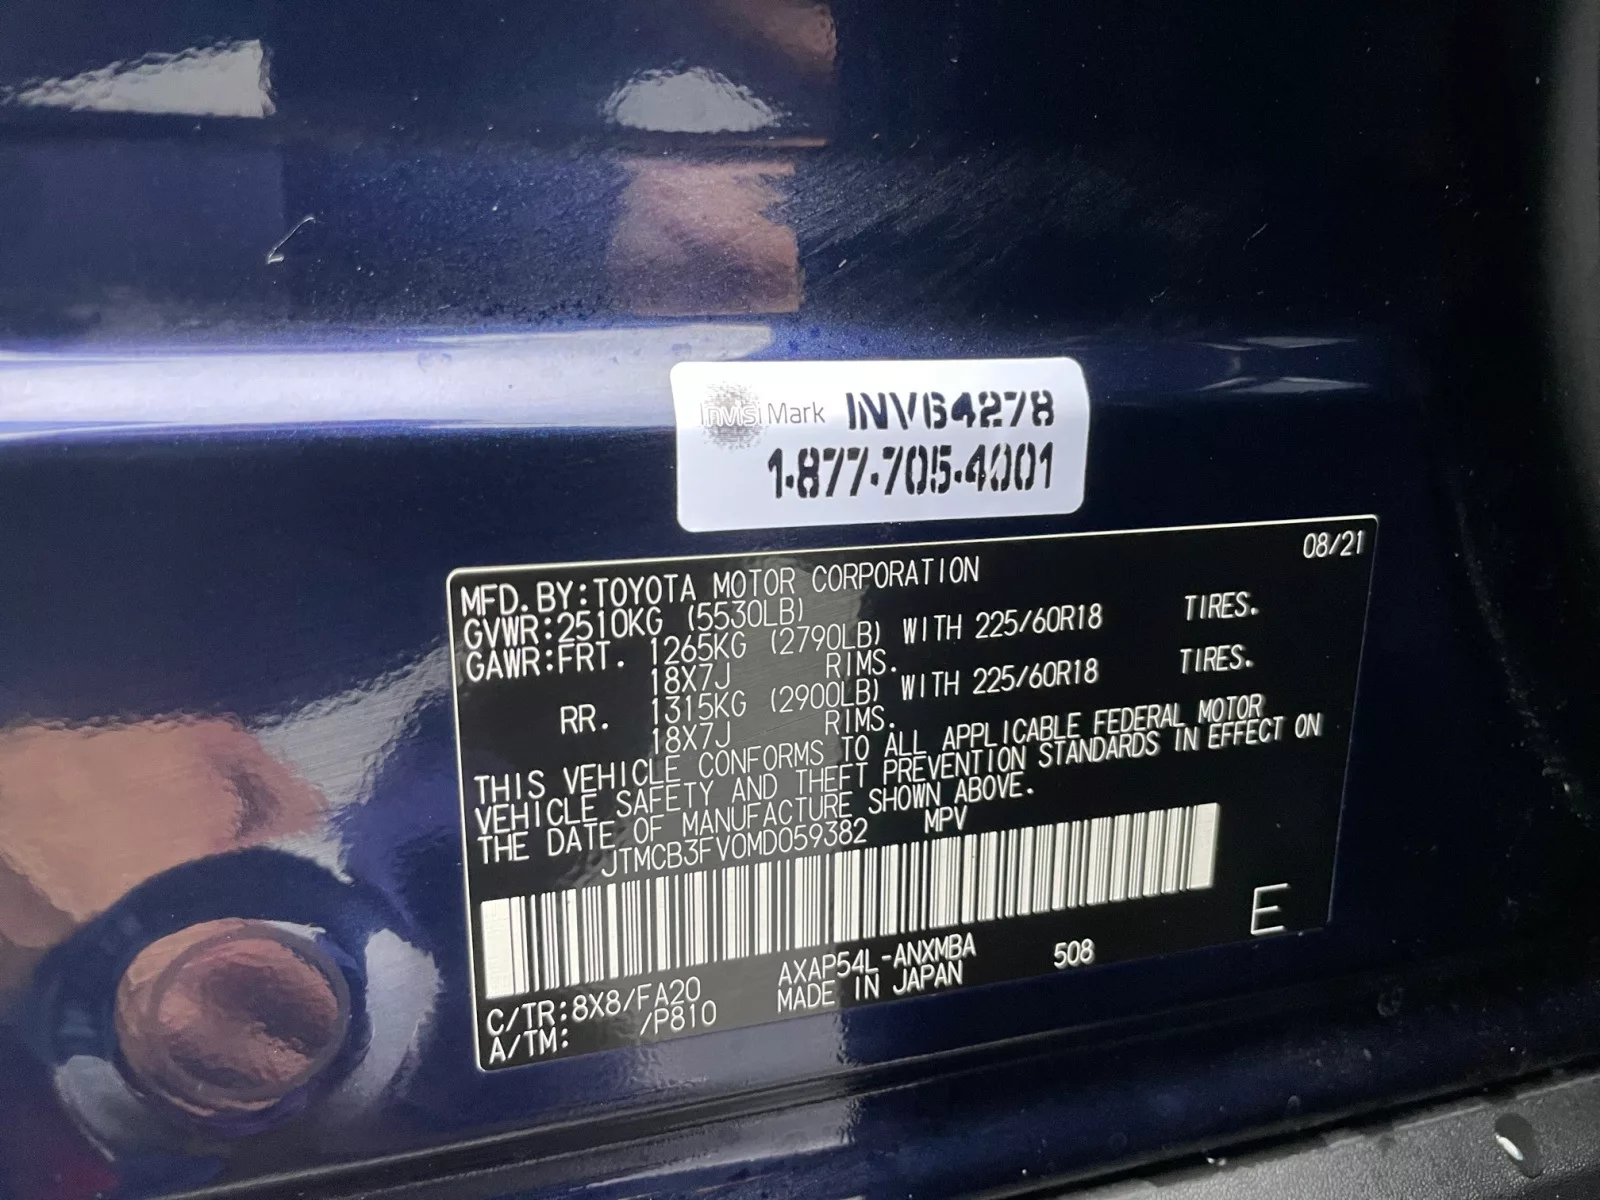 InvisiMark INV64278
1-877-705-4001
08/21
MFD. BY: TOYOTA MOTOR CORPORATION
GVWR: 2510KG (5530LB)
GAWR: FRT. 1265KG (2790LB) WITH 225/60R18 TIRES.
18X7J RIMS.
RR. 1315KG (2900LB) WITH 225/60R18 TIRES.
18X7J RIMS.
THIS VEHICLE CONFORMS TO ALL APPLICABLE FEDERAL MOTOR
VEHICLE SAFETY AND THEFT PREVENTION STANDARDS IN EFFECT ON
THE DATE OF MANUFACTURE SHOWN ABOVE.
JTMCB3FV0MD059382 MPV
E
C/TR: 8X8/FA20 AXAP54L-ANXMBA 508
A/TM: /P810 MADE IN JAPAN